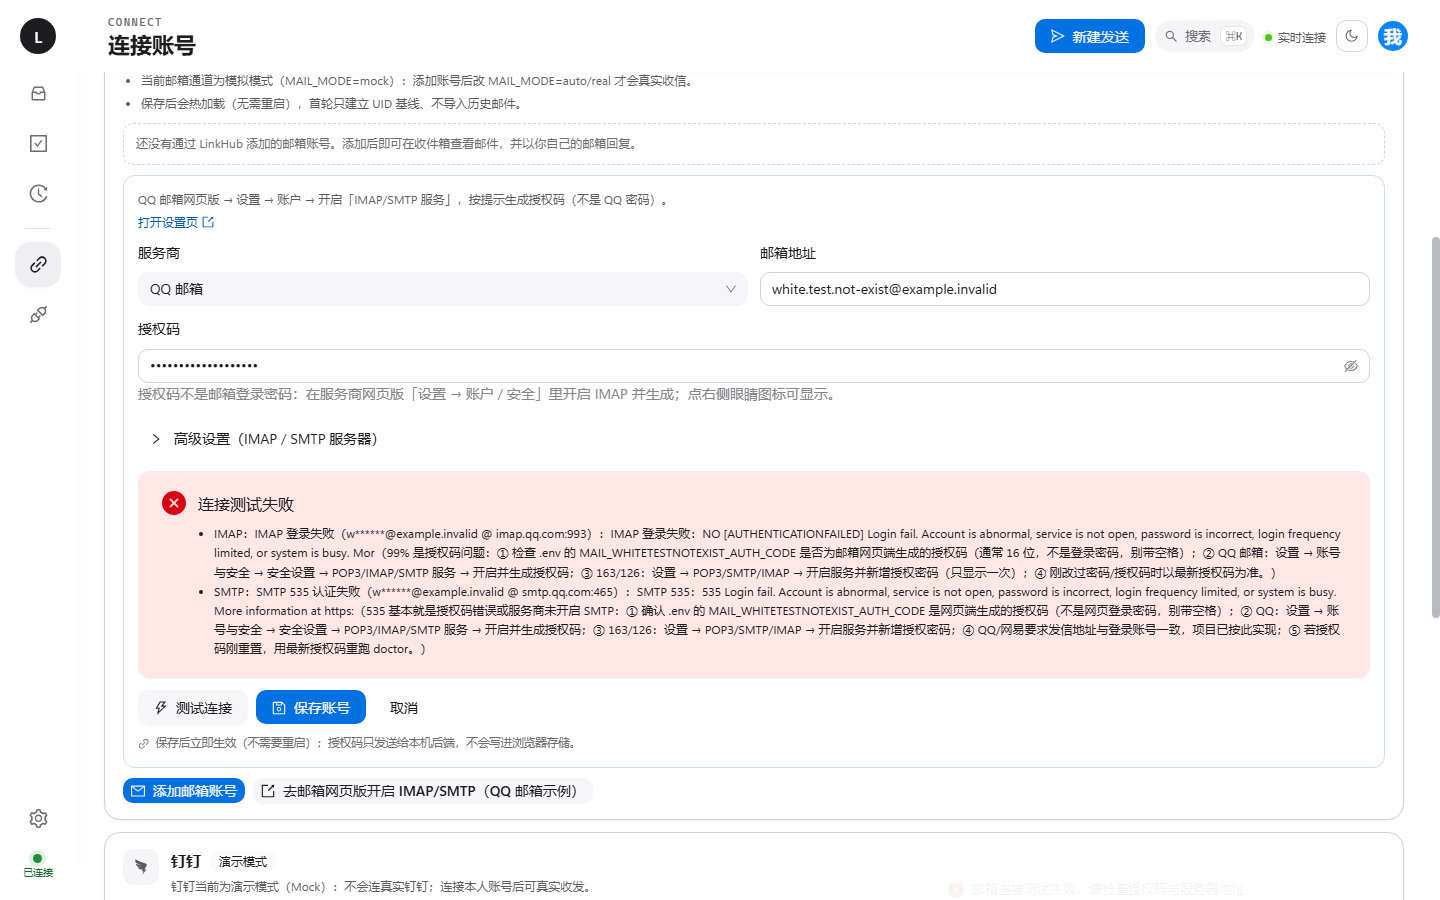 L
CONNECT
连接账号
新建发送
搜索
⌘K
实时连接
我
• 当前邮箱通道为模拟模式（MAIL_MODE=mock）：添加账号后改 MAIL_MODE=auto/real 才会真实收信。
• 保存后会热加载（无需重启），首轮只建立 UID 基线、不导入历史邮件。
还没有通过 LinkHub 添加的邮箱账号。添加后即可在收件箱查看邮件，并以你自己的邮箱回复。
QQ 邮箱网页版 → 设置 → 账户 → 开启「IMAP/SMTP 服务」，按提示生成授权码（不是 QQ 密码）。
打开设置页
服务商
邮箱地址
QQ 邮箱
white.test.not-exist@example.invalid
授权码
•••••••••••••••••••
授权码不是邮箱登录密码：在服务商网页版「设置 → 账户 / 安全」里开启 IMAP 并生成；点右侧眼睛图标可显示。
高级设置（IMAP / SMTP 服务器）
连接测试失败
• IMAP：IMAP 登录失败（w******@example.invalid @ imap.qq.com:993）：IMAP 登录失败：NO [AUTHENTICATIONFAILED] Login fail. Account is abnormal, service is not open, password is incorrect, login frequency
limited, or system is busy. Mor（99% 是授权码问题：① 检查 .env 的 MAIL_WHITETESTNOTEXIST_AUTH_CODE 是否为邮箱网页端生成的授权码（通常 16 位，不是登录密码，别带空格）；② QQ 邮箱：设置 → 账号
与安全 → 安全设置 → POP3/IMAP/SMTP 服务 → 开启并生成授权码；③ 163/126：设置 → POP3/SMTP/IMAP → 开启服务并新增授权密码（只显示一次）；④ 刚改过密码/授权码时以最新授权码为准。）
• SMTP：SMTP 535 认证失败（w******@example.invalid @ smtp.qq.com:465）：SMTP 535：535 Login fail. Account is abnormal, service is not open, password is incorrect, login frequency limited, or system is busy.
More information at https:（535 基本就是授权码错误或服务商未开启 SMTP：① 确认 .env 的 MAIL_WHITETESTNOTEXIST_AUTH_CODE 是网页端生成的授权码（不是网页登录密码，别带空格）；② QQ：设置 → 账
号与安全 → 安全设置 → POP3/IMAP/SMTP 服务 → 开启并生成授权码；③ 163/126：设置 → POP3/SMTP/IMAP → 开启服务并新增授权密码；④ QQ/网易要求发信地址与登录账号一致，项目已按此实现；⑤ 若授权
码刚重置，用最新授权码重跑 doctor。）
测试连接
保存账号
取消
保存后立即生效（不需要重启）；授权码只发送给本机后端，不会写进浏览器存储。
添加邮箱账号
去邮箱网页版开启 IMAP/SMTP（QQ 邮箱示例）
钉钉
演示模式
钉钉当前为演示模式（Mock）：不会连真实钉钉；连接本人账号后可真实收发。
邮箱连接测试失败，请检查授权码与服务器地址
已连接